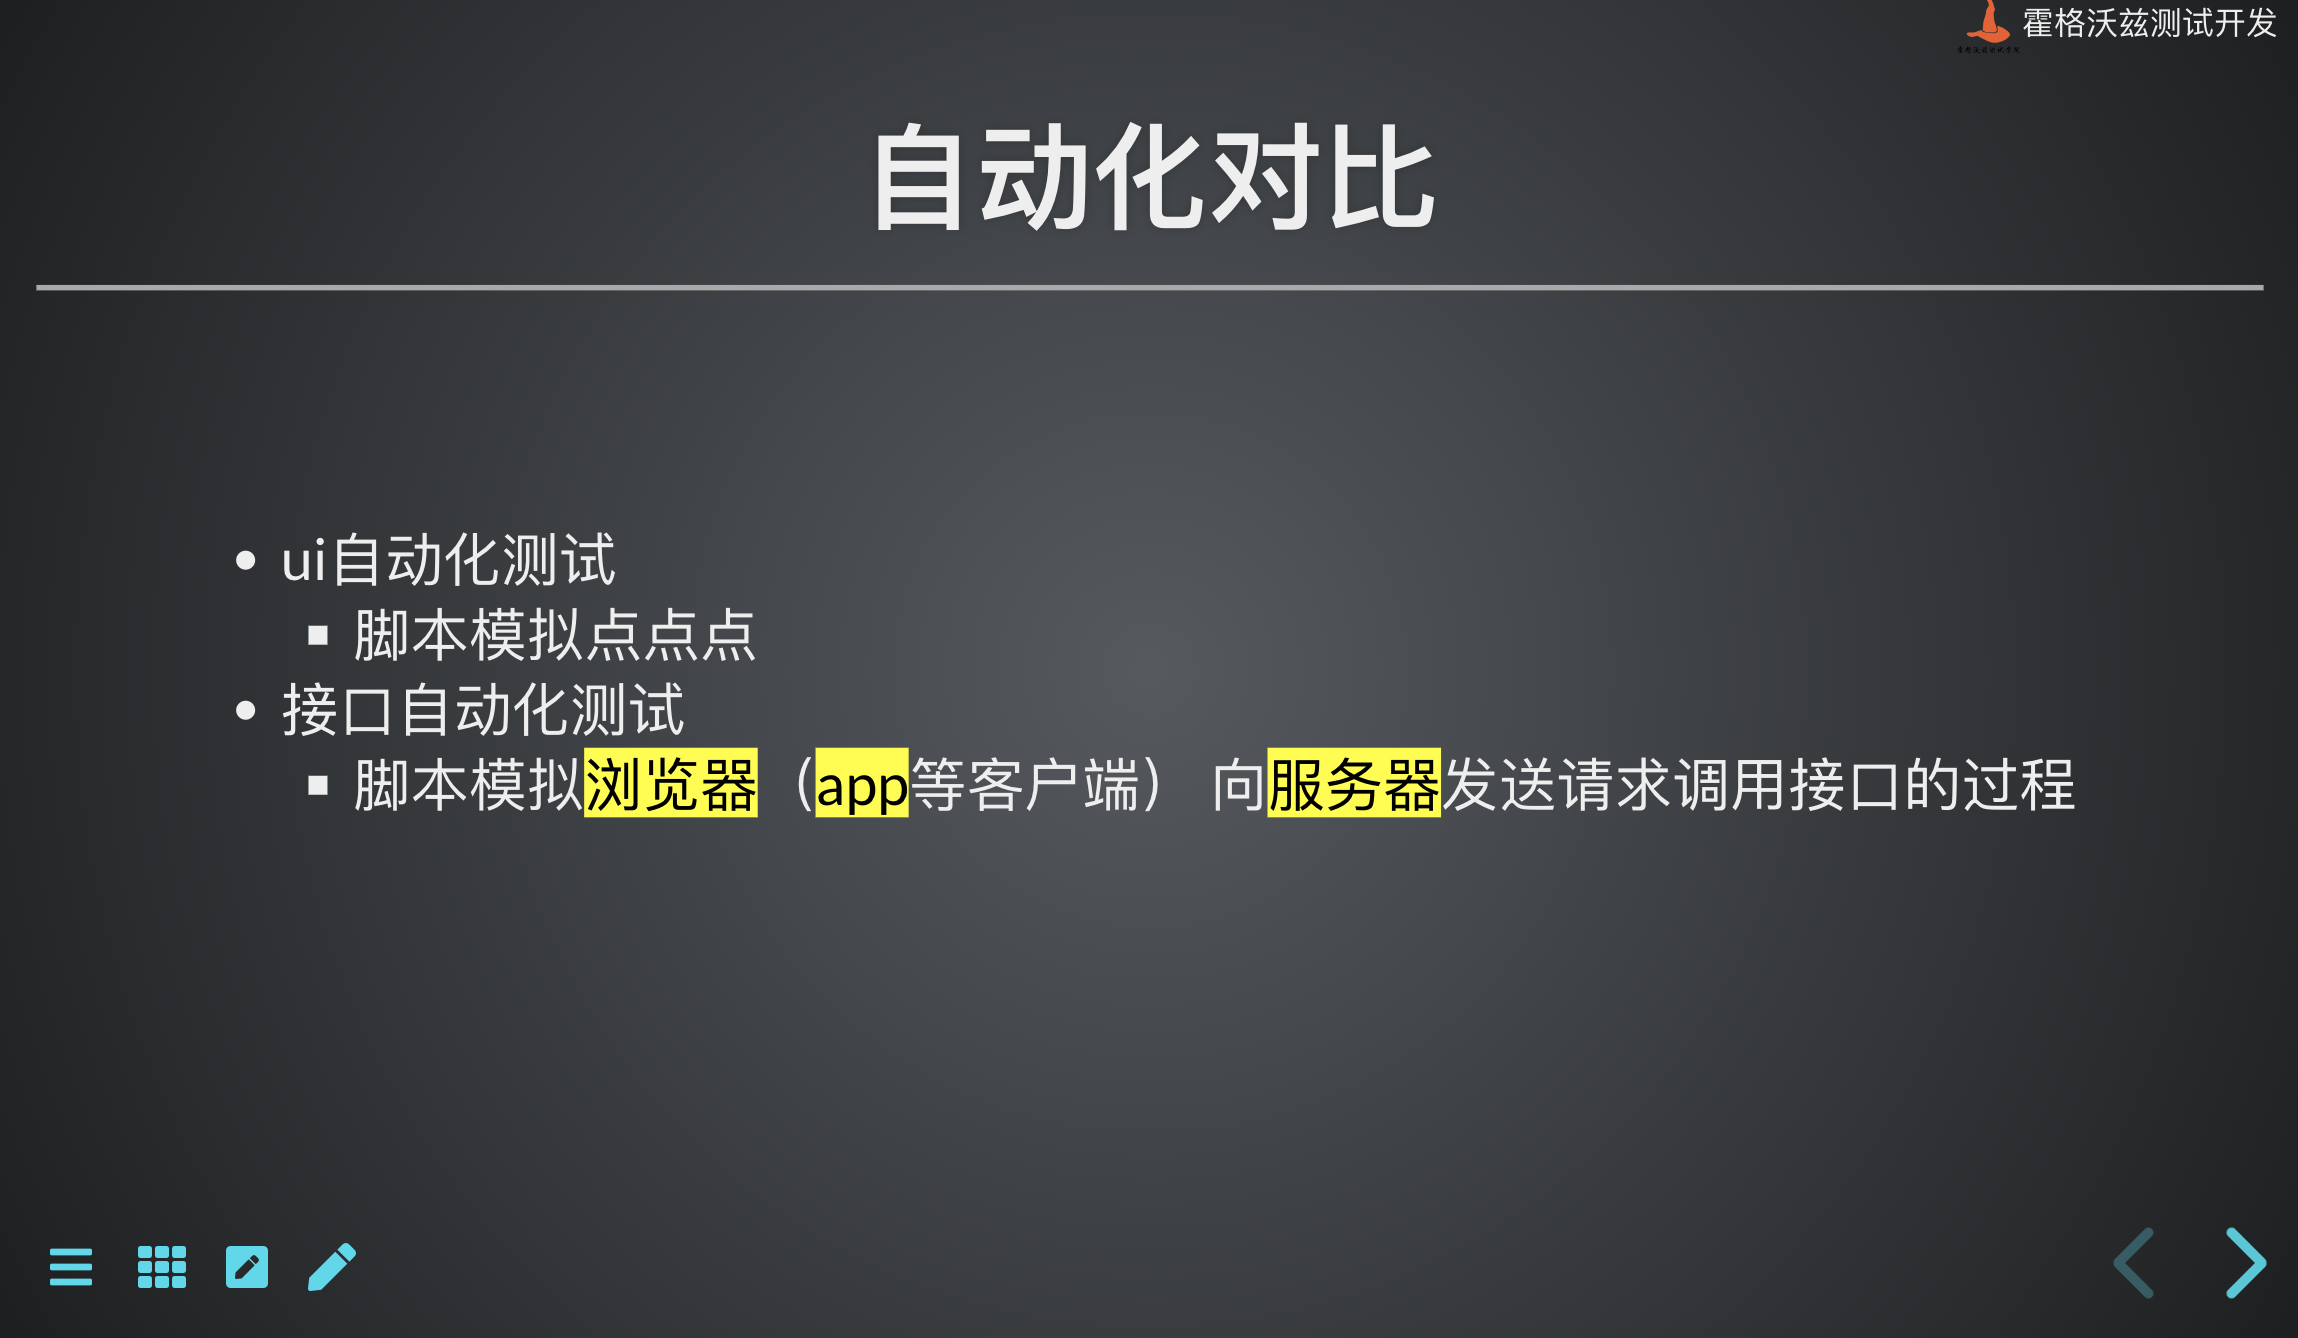 霍格沃兹测试开发
自动化对比
ui自动化测试
脚本模拟点点点
接口自动化测试
脚本模拟浏览器（app等客户端） 向服务器发送请求调用接口的过程